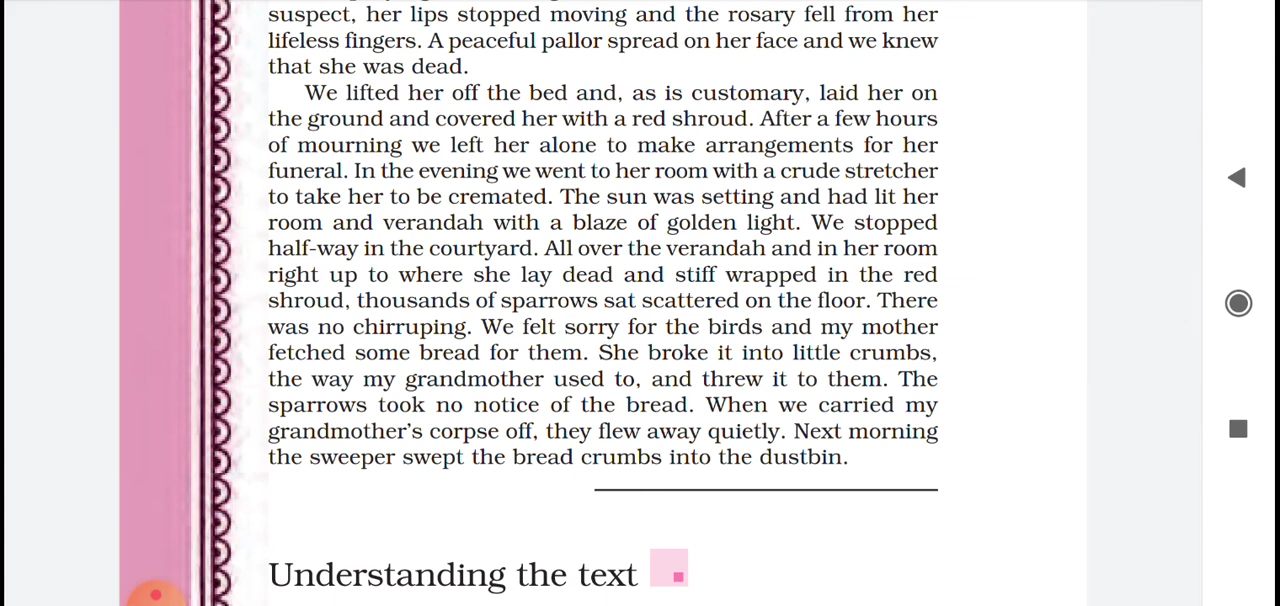 suspect, her lips stopped moving and the rosary fell from her
lifeless fingers. A peaceful pallor spread on her face and we knew
that she was dead.
We lifted her off the bed and, as is customary, laid her on
the ground and covered her with a red shroud. After a few hours
of mourning we left her alone to make arrangements for her
funeral. In the evening we went to her room with a crude stretcher
to take her to be cremated. The sun was setting and had lit her
room and verandah with a blaze of golden light. We stopped
half-way in the courtyard. All over the verandah and in her room
right up to where she lay dead and stiff wrapped in the red
shroud, thousands of sparrows sat scattered on the floor. There
was no chirruping. We felt sorry for the birds and my mother
fetched some bread for them. She broke it into little crumbs,
the way my grandmother used to, and threw it to them. The
sparrows took no notice of the bread. When we carried my
grandmother's corpse off, they flew away quietly. Next morning
the sweeper swept the bread crumbs into the dustbin.
Understanding the text